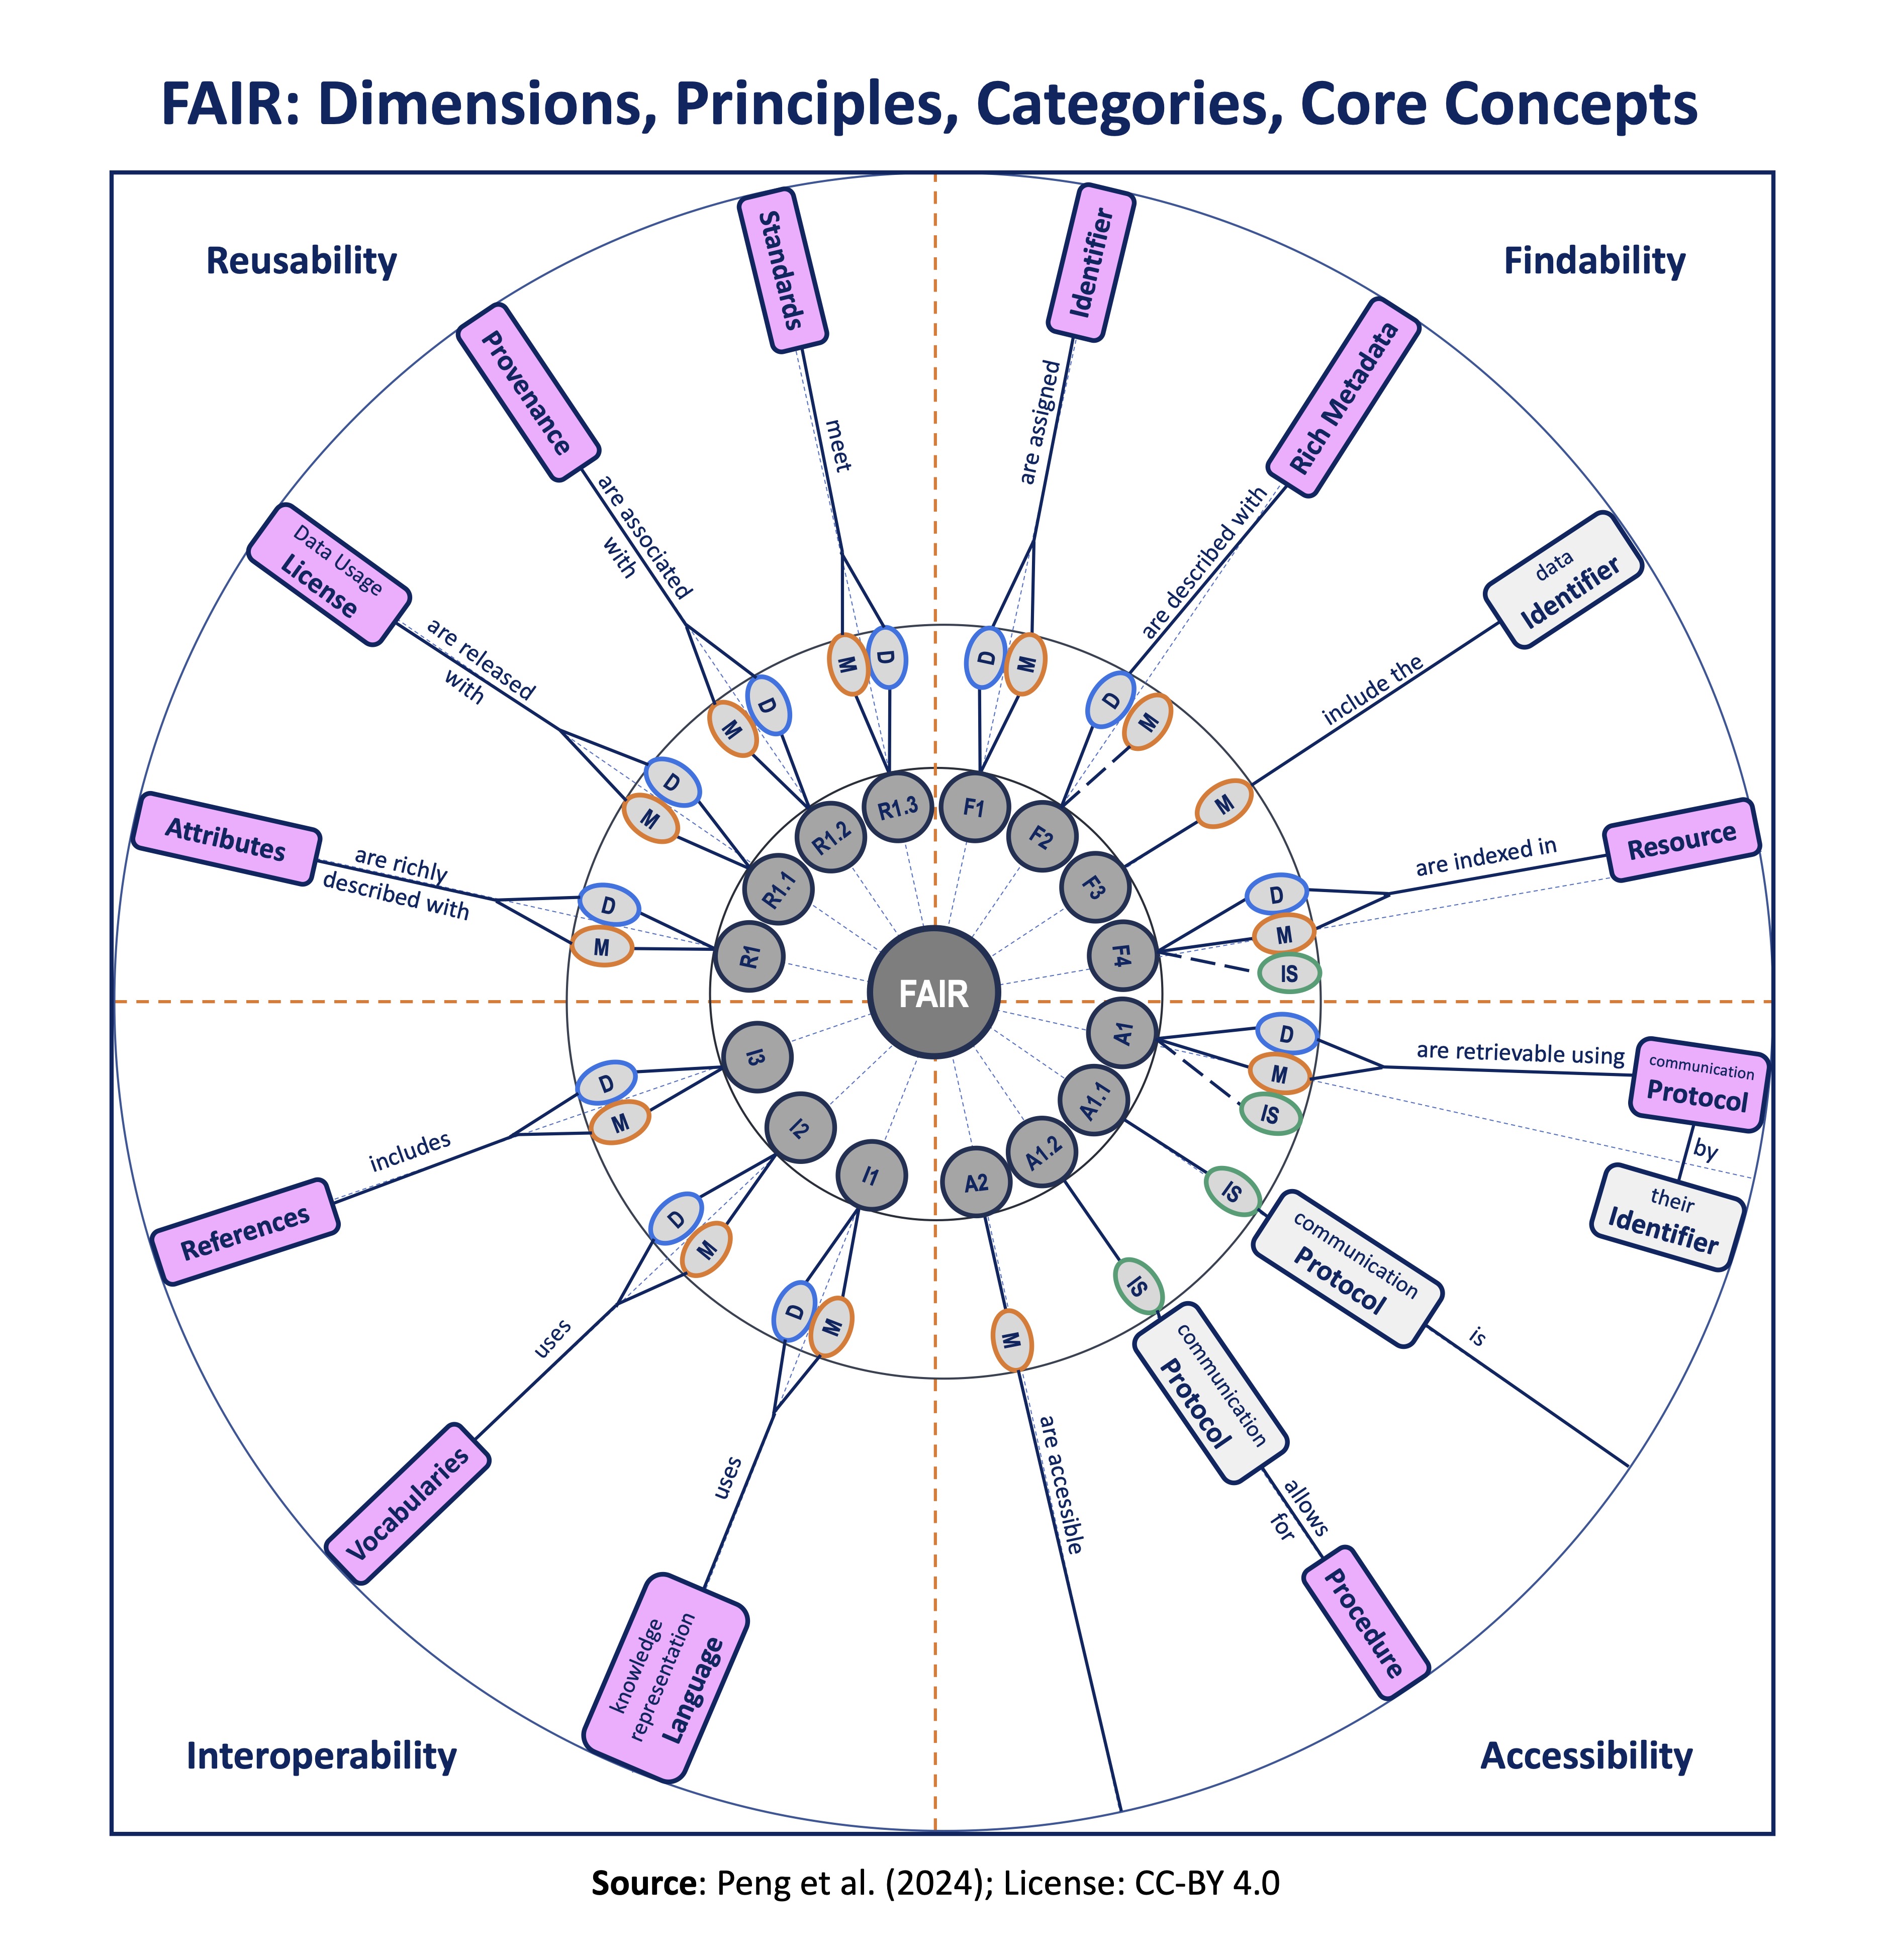 FAIR: Dimensions, Principles, Categories, Core Concepts
Reusability
Findability
Standards
meet
M
D
R1.3
Identifier
are assigned
D
M
F1
Rich Metadata
are described with
D
M
F2
data
Identifier
include the
M
F3
Resource
are indexed in
D
M
IS
F4
communication
Protocol
are retrievable using
by
their
Identifier
D
M
IS
A1
A1.1
IS
communication
Protocol
is
A1.2
IS
communication
Protocol
allows
for
Procedure
A2
M
are accessible
I1
D
M
uses
knowledge
representation
Language
I2
D
M
uses
Vocabularies
I3
D
M
includes
References
R1
D
M
are richly
described with
Attributes
R1.1
D
M
are released
with
Data Usage
License
R1.2
D
M
are associated
with
Provenance
FAIR
Interoperability
Accessibility
Source: Peng et al. (2024); License: CC-BY 4.0